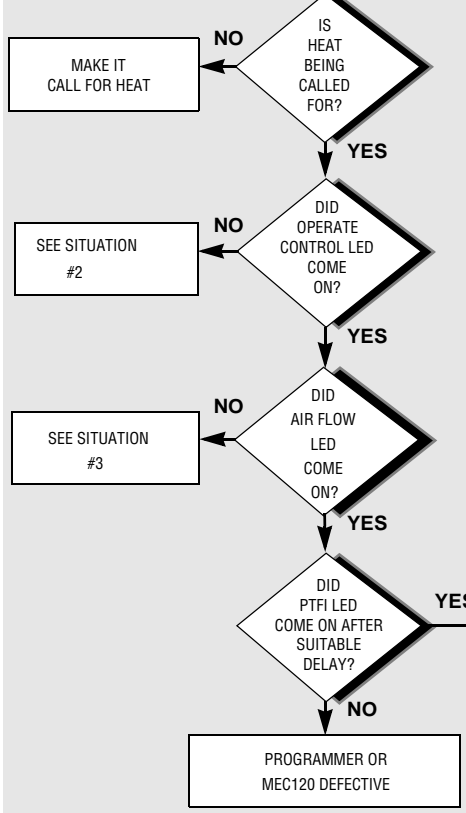 IS
HEAT
BEING
CALLED
FOR?
NO
MAKE IT
CALL FOR HEAT
YES
DID
OPERATE
CONTROL LED
COME
ON?
NO
SEE SITUATION
#2
YES
DID
AIR FLOW
LED
COME
ON?
NO
SEE SITUATION
#3
YES
DID
PTFI LED
COME ON AFTER
SUITABLE
DELAY?
YES
NO
PROGRAMMER OR
MEC120 DEFECTIVE